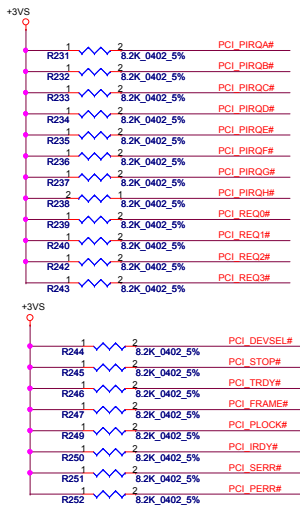 +3VS
1 2 PCI_PIRQA#
R231 8.2K_0402_5%
1 2 PCI_PIRQB#
R232 8.2K_0402_5%
1 2 PCI_PIRQC#
R233 8.2K_0402_5%
1 2 PCI_PIRQD#
R234 8.2K_0402_5%
1 2 PCI_PIRQE#
R235 8.2K_0402_5%
1 2 PCI_PIRQF#
R236 8.2K_0402_5%
1 2 PCI_PIRQG#
R237 8.2K_0402_5%
2 1 PCI_PIRQH#
R238 8.2K_0402_5%
1 2 PCI_REQ0#
R239 8.2K_0402_5%
1 2 PCI_REQ1#
R240 8.2K_0402_5%
1 2 PCI_REQ2#
R242 8.2K_0402_5%
1 2 PCI_REQ3#
R243 8.2K_0402_5%
+3VS
1 2 PCI_DEVSEL#
R244 8.2K_0402_5%
1 2 PCI_STOP#
R245 8.2K_0402_5%
1 2 PCI_TRDY#
R246 8.2K_0402_5%
1 2 PCI_FRAME#
R247 8.2K_0402_5%
1 2 PCI_PLOCK#
R249 8.2K_0402_5%
1 2 PCI_IRDY#
R250 8.2K_0402_5%
1 2 PCI_SERR#
R251 8.2K_0402_5%
1 2 PCI_PERR#
R252 8.2K_0402_5%